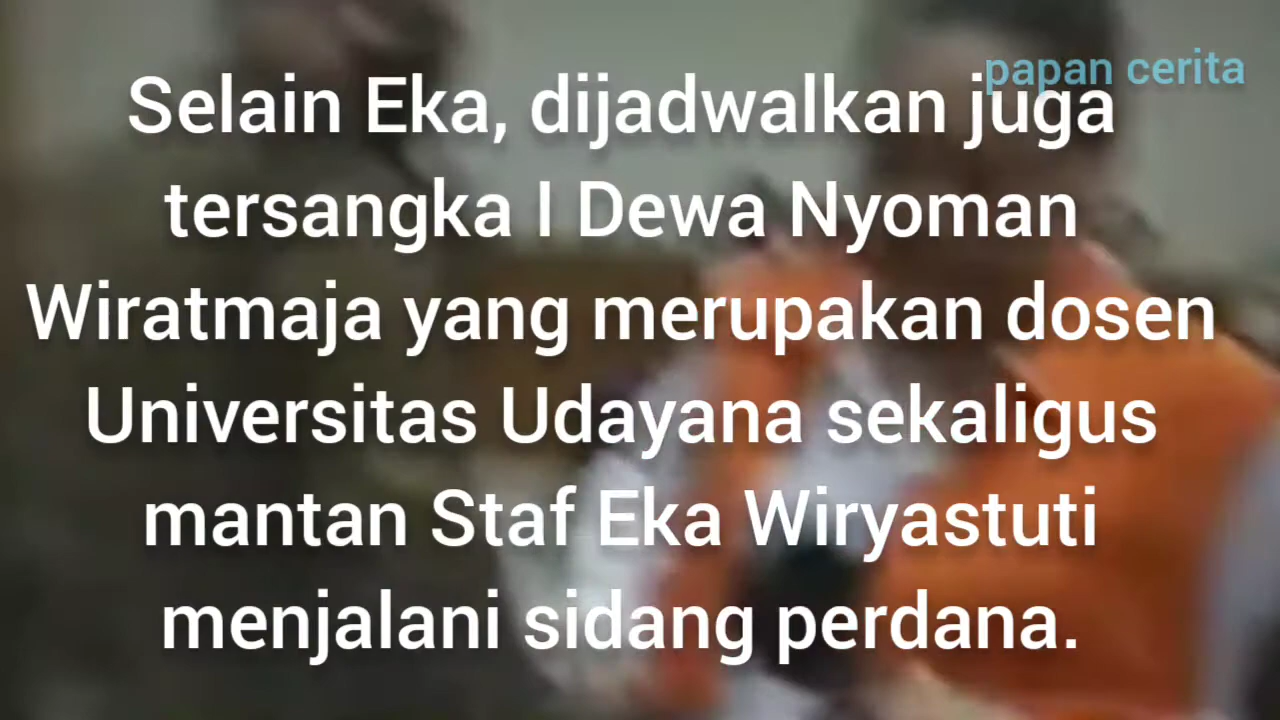 papan cerita
Selain Eka, dijadwalkan juga
tersangka I Dewa Nyoman
Wiratmaja yang merupakan dosen
Universitas Udayana sekaligus
mantan Staf Eka Wiryastuti
menjalani sidang perdana.